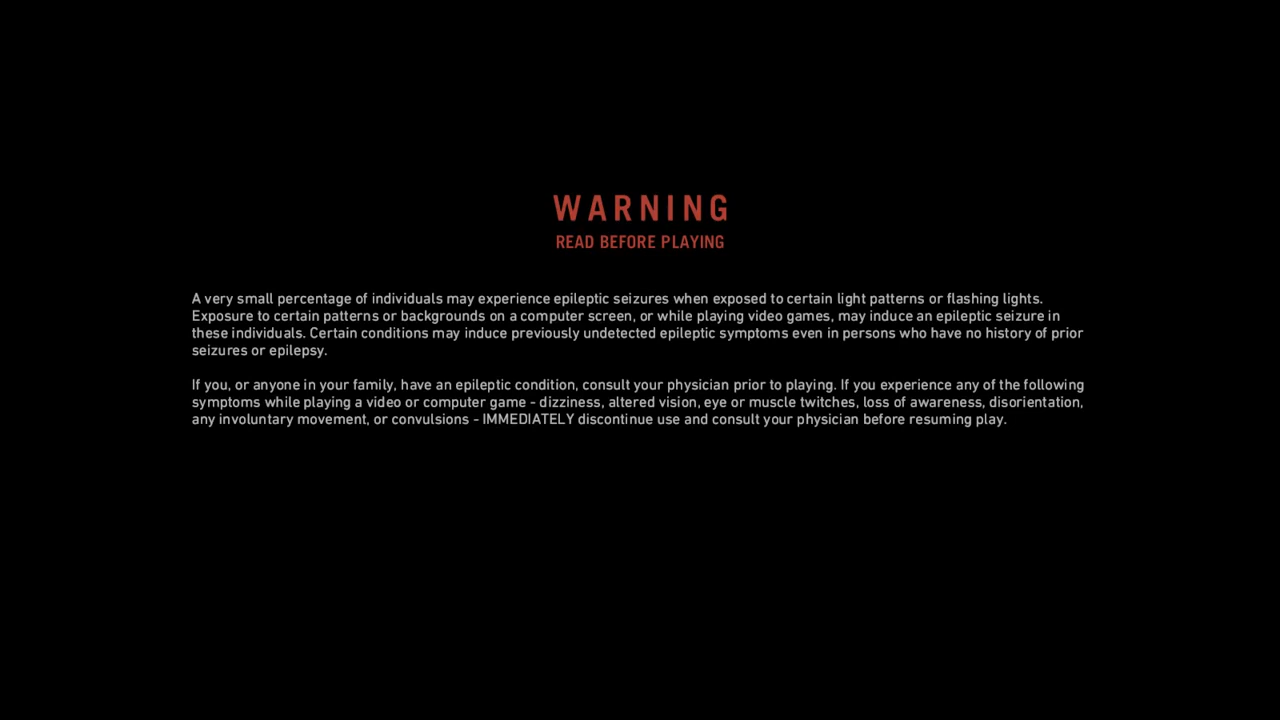 WARNING
READ BEFORE PLAYING
A very small percentage of individuals may experience epileptic seizures when exposed to certain light patterns or flashing lights.
Exposure to certain patterns or backgrounds on a computer screen, or while playing video games, may induce an epileptic seizure in
these individuals. Certain conditions may induce previously undetected epileptic symptoms even in persons who have no history of prior
seizures or epilepsy.
If you, or anyone in your family, have an epileptic condition, consult your physician prior to playing. If you experience any of the following
symptoms while playing a video or computer game - dizziness, altered vision, eye or muscle twitches, loss of awareness, disorientation,
any involuntary movement, or convulsions - IMMEDIATELY discontinue use and consult your physician before resuming play.